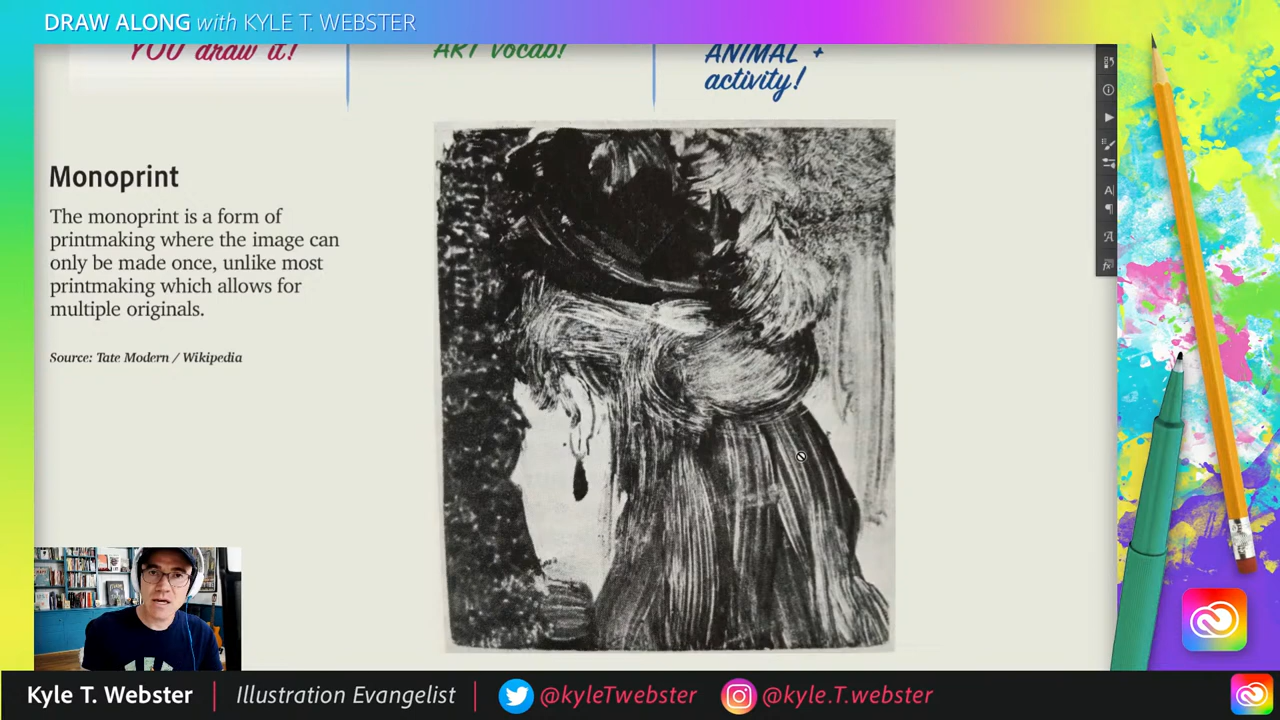 DRAW ALONG with KYLE T. WEBSTER
YOU draw it!
ART vocab!
ANIMAL +
activity!
Monoprint
The monoprint is a form of
printmaking where the image can
only be made once, unlike most
printmaking which allows for
multiple originals.
Source: Tate Modern / Wikipedia
Kyle T. Webster | Illustration Evangelist | @kyleTwebster @kyle.T.webster